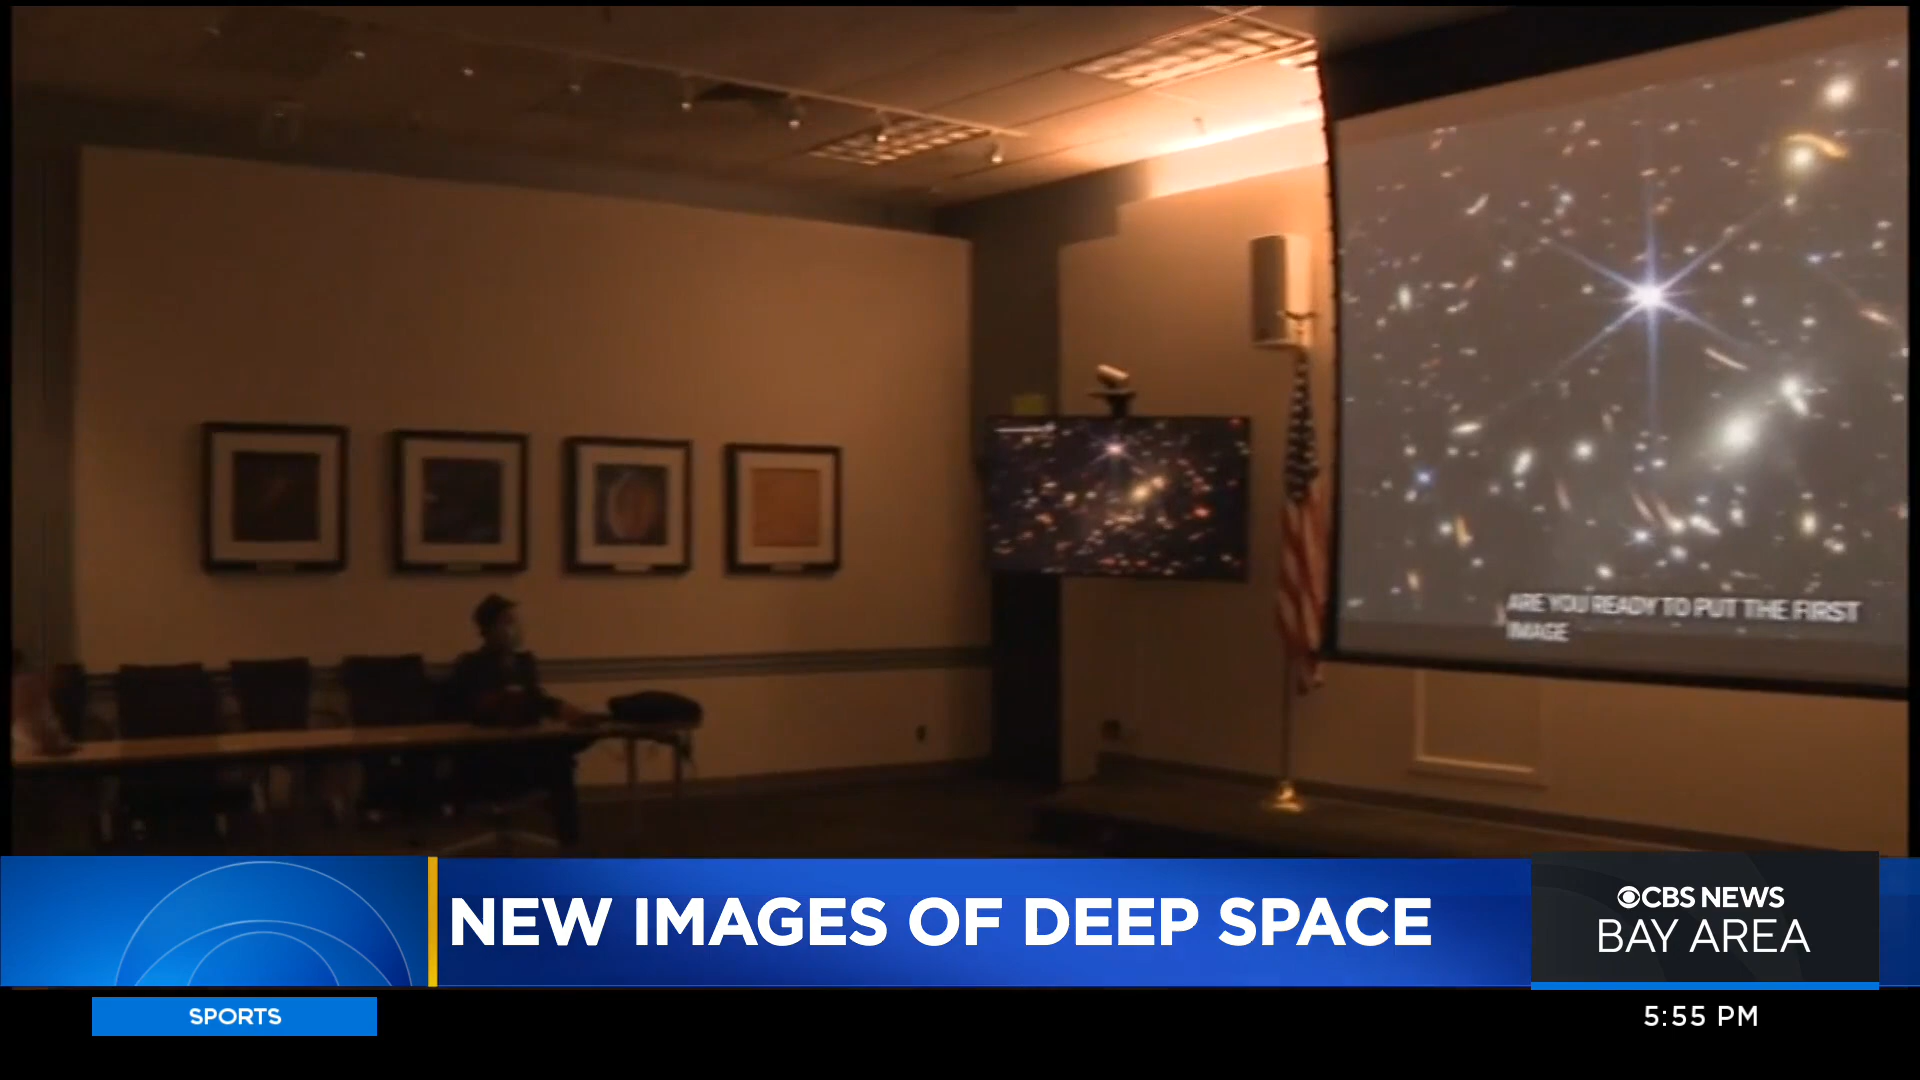 ARE YOU READY TO PUT THE FIRST
IMAGE
NEW IMAGES OF DEEP SPACE
CBS NEWS
BAY AREA
SPORTS
5:55 PM